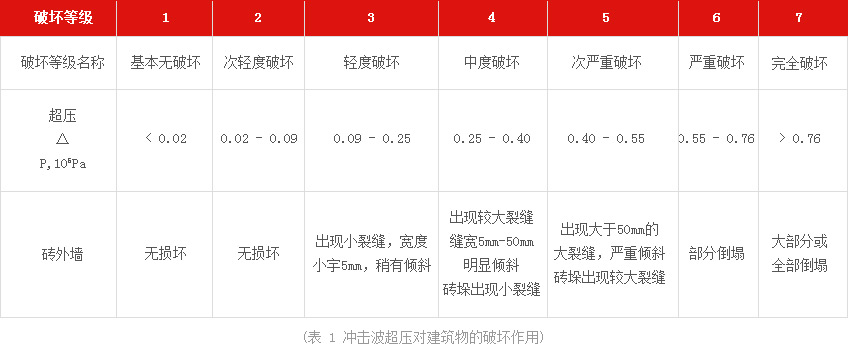 破坏等级 1 2 3 4 5 6 7
破坏等级名称 基本无破坏 次轻度破坏 轻度破坏 中度破坏 次严重破坏 严重破坏 完全破坏
超压
△
P,10⁵Pa
< 0.02 0.02 - 0.09 0.09 - 0.25 0.25 - 0.40 0.40 - 0.55 0.55 - 0.76 > 0.76
砖外墙
无损坏
无损坏
出现小裂缝，宽度
小宇5mm，稍有倾斜
出现较大裂缝
缝宽5mm-50mm
明显倾斜
砖垛出现小裂缝
出现大于50mm的
大裂缝，严重倾斜
砖垛出现较大裂缝
部分倒塌
大部分或
全部倒塌
(表 1 冲击波超压对建筑物的破坏作用)